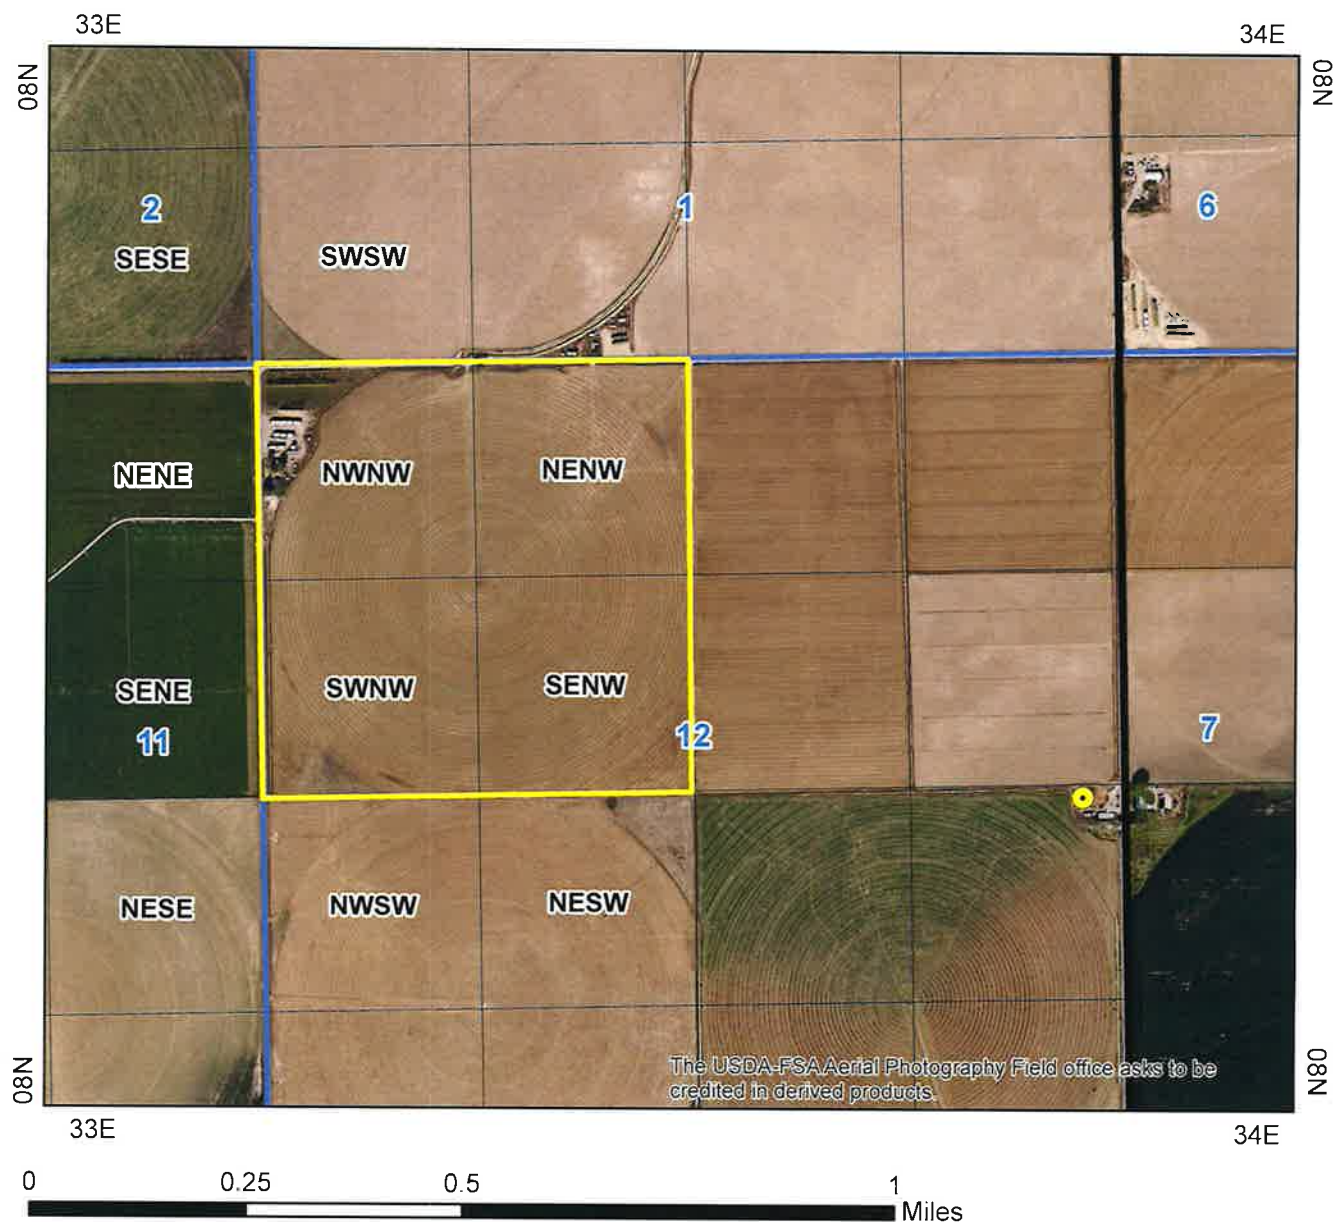 33E
34E
08N
08N
2
1
6
SESE
SWSW
NENE
NWNW
NENW
SENE
SWNW
SENW
11
12
7
NESE
NWSW
NESW
The USDA-FSA Aerial Photography Field office asks to be
credited in derived products.
08N
08N
33E
34E
0 0.25 0.5 1
Miles